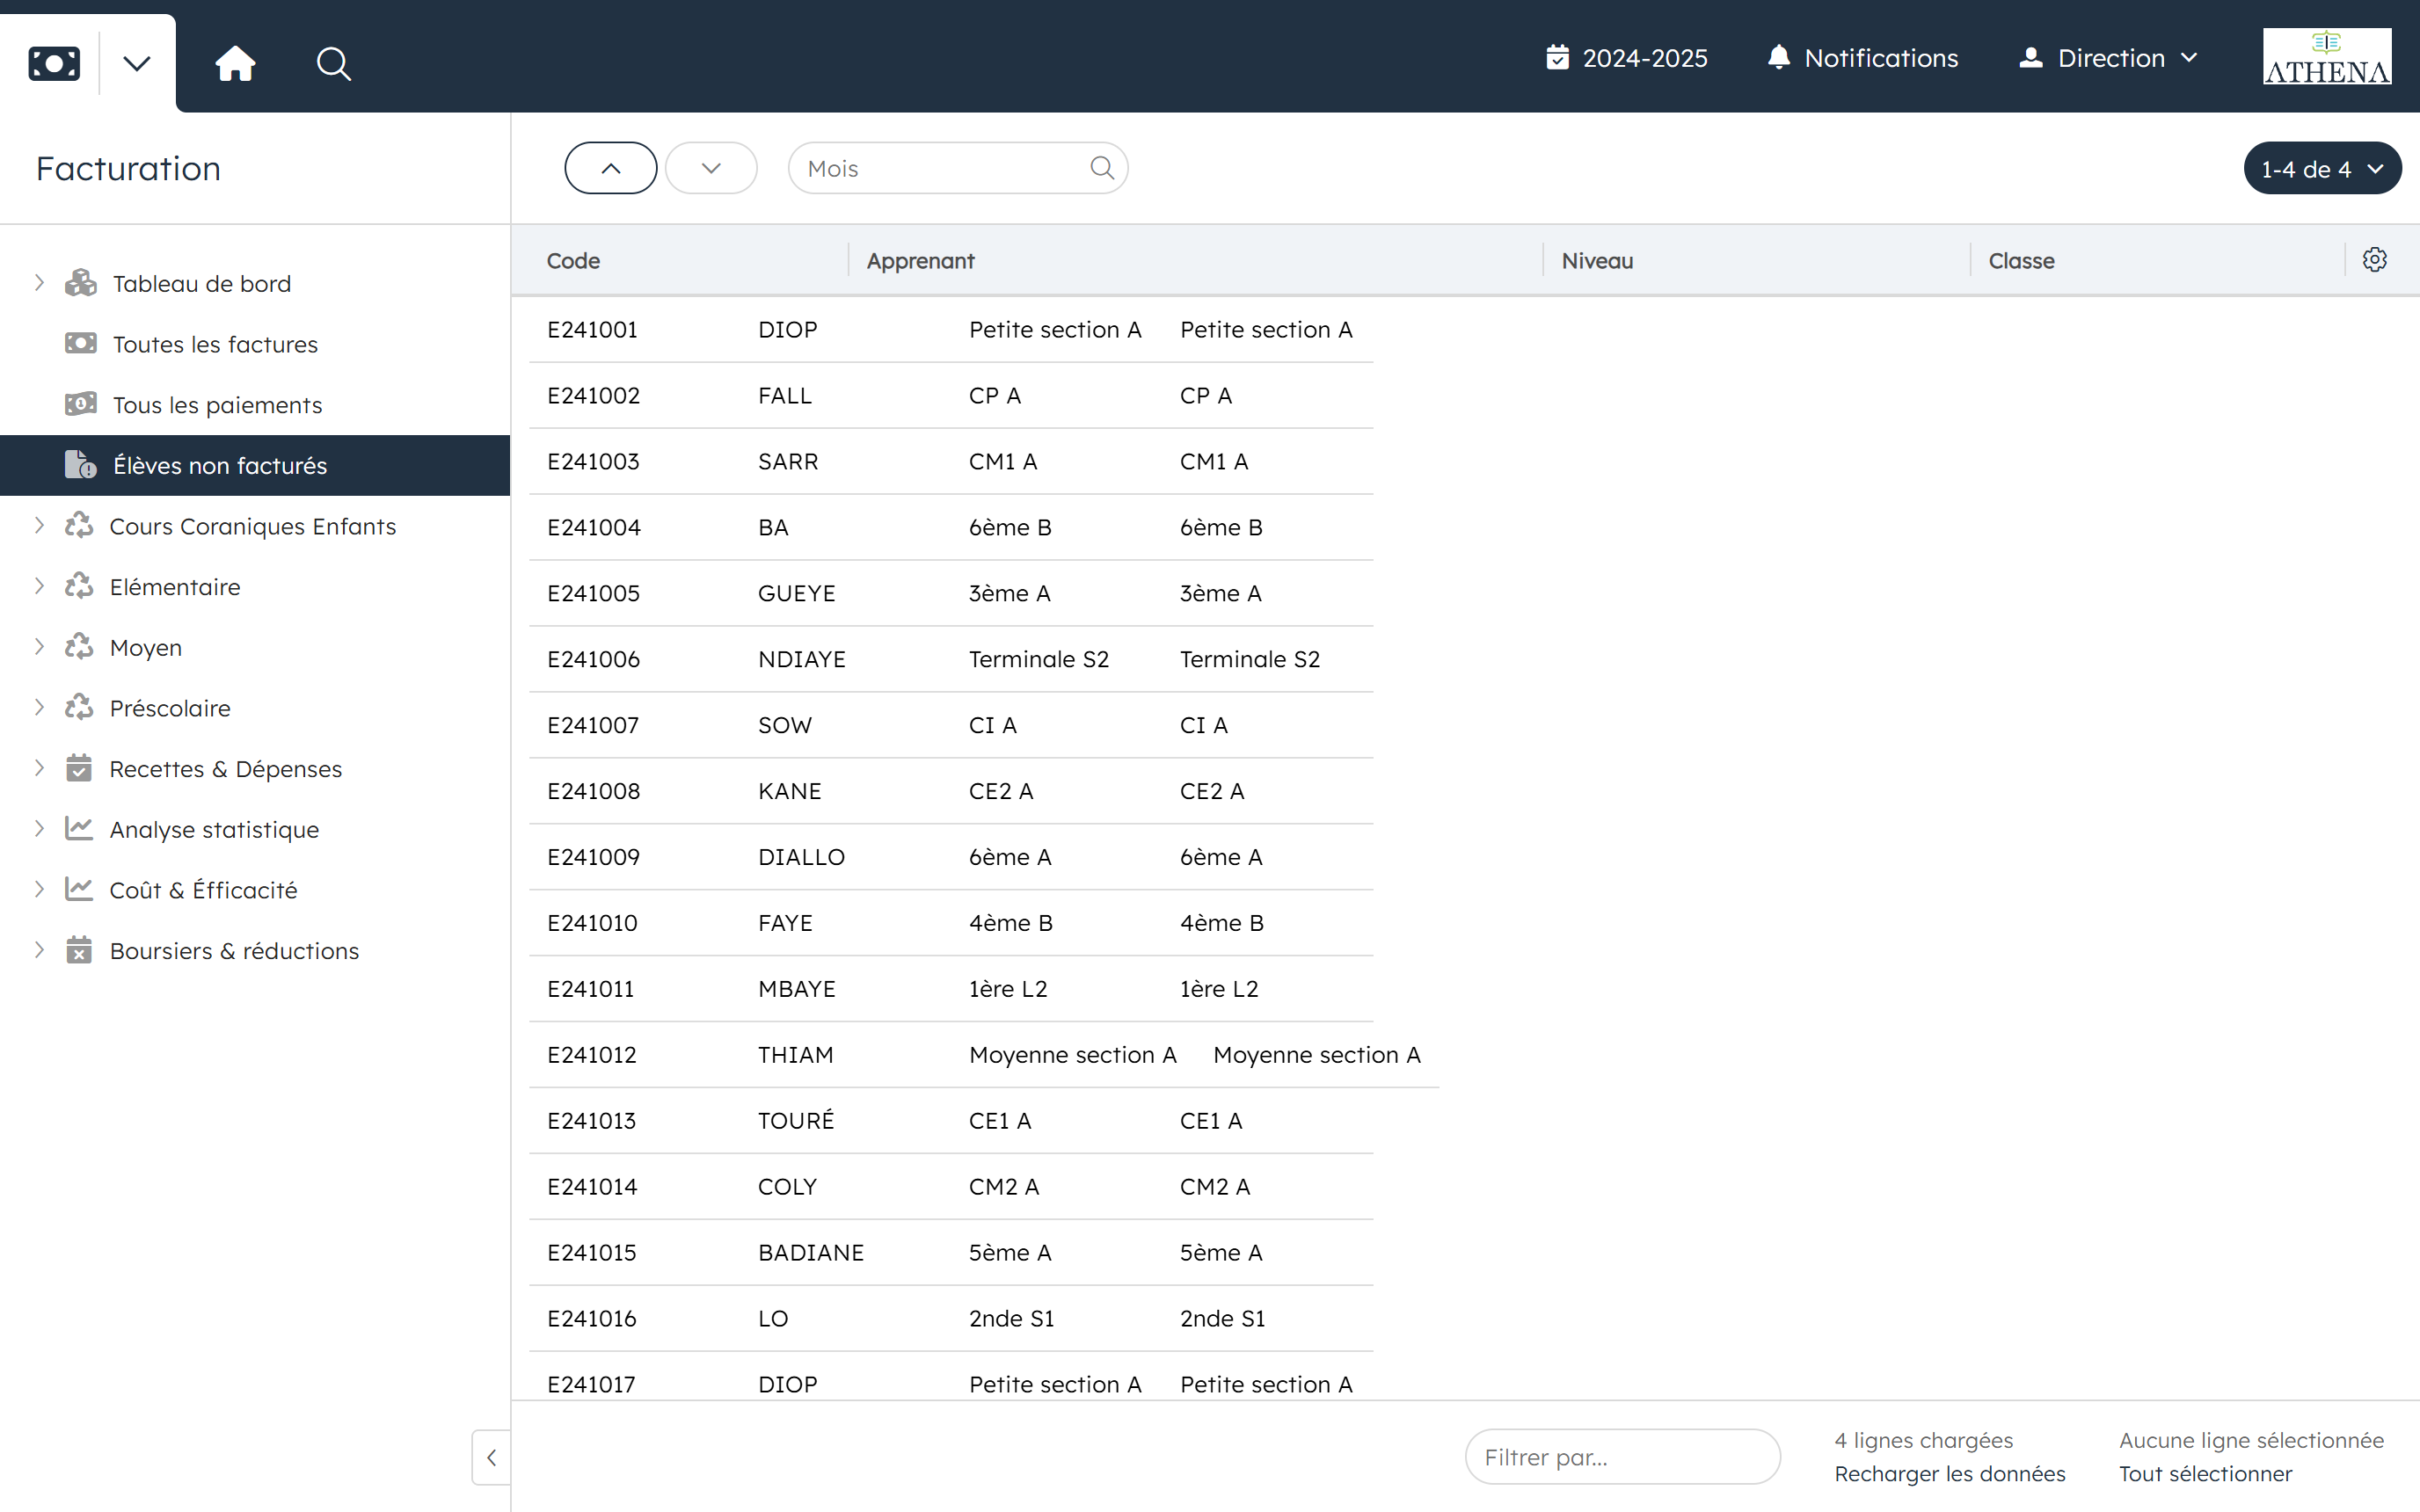 2024-2025 Notifications Direction ATHENA
Facturation
Mois
1-4 de 4
Code Apprenant Niveau Classe
Tableau de bord
Toutes les factures
Tous les paiements
Élèves non facturés
Cours Coraniques Enfants
Elémentaire
Moyen
Préscolaire
Recettes & Dépenses
Analyse statistique
Coût & Éfficacité
Boursiers & réductions
E241001 DIOP Petite section A Petite section A
E241002 FALL CP A CP A
E241003 SARR CM1 A CM1 A
E241004 BA 6ème B 6ème B
E241005 GUEYE 3ème A 3ème A
E241006 NDIAYE Terminale S2 Terminale S2
E241007 SOW CI A CI A
E241008 KANE CE2 A CE2 A
E241009 DIALLO 6ème A 6ème A
E241010 FAYE 4ème B 4ème B
E241011 MBAYE 1ère L2 1ère L2
E241012 THIAM Moyenne section A Moyenne section A
E241013 TOURÉ CE1 A CE1 A
E241014 COLY CM2 A CM2 A
E241015 BADIANE 5ème A 5ème A
E241016 LO 2nde S1 2nde S1
E241017 DIOP Petite section A Petite section A
Filtrer par...
4 lignes chargées
Recharger les données
Aucune ligne sélectionnée
Tout sélectionner